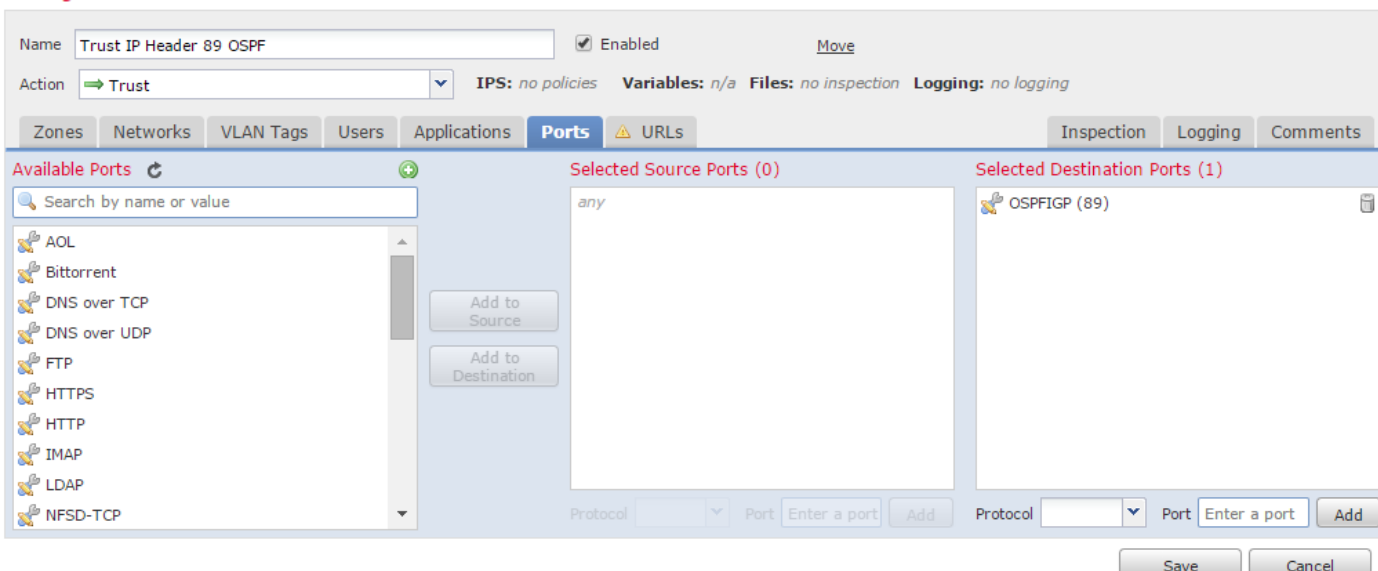 Name Trust IP Header 89 OSPF Enabled Move
Action Trust IPS: no policies Variables: n/a Files: no inspection Logging: no logging
Zones Networks VLAN Tags Users Applications Ports URLs Inspection Logging Comments
Available Ports Selected Source Ports (0) Selected Destination Ports (1)
Search by name or value any OSPFIGP (89)
AOL
Bittorrent
DNS over TCP Add to
Source
DNS over UDP
FTP Add to
Destination
HTTPS
HTTP
IMAP
LDAP
NFSD-TCP Protocol Port Enter a port Add Protocol Port Enter a port Add
Save Cancel